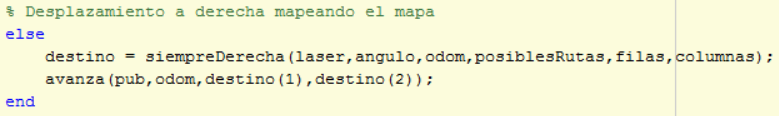 % Desplazamiento a derecha mapeando el mapa
else
destino = siempreDerecha(laser,angulo,odom,posiblesRutas,filas,columnas);
avanza(pub,odom,destino(1),destino(2));
end